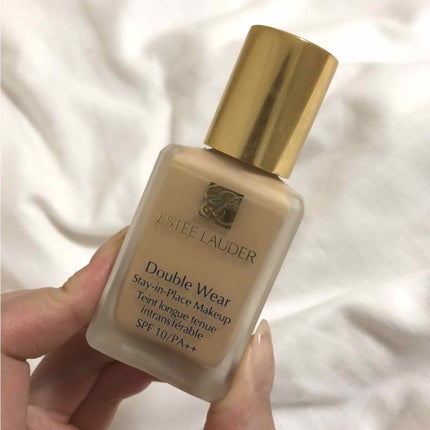 ESTĒE LAUDER
Double Wear
Stay-in-Place Makeup
Teint longue tenue
intransférable
SPF 10/PA++